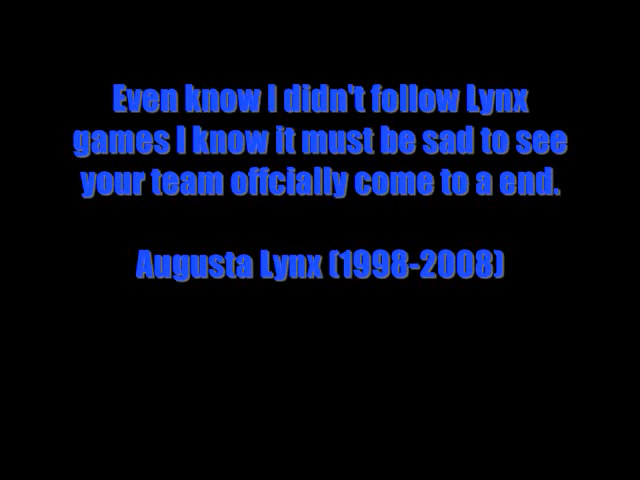 Even know I didn't follow Lynx
games I know it must be sad to see
your team offcially come to a end.
Augusta Lynx (1998-2008)